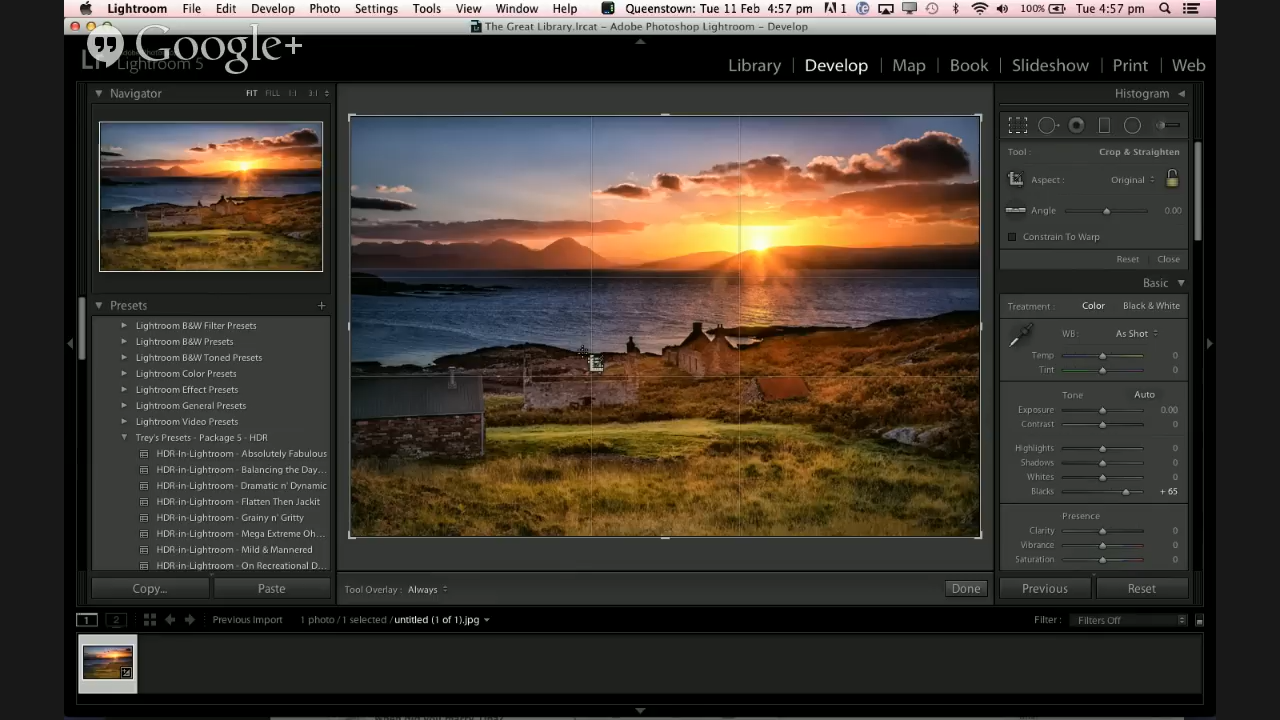 Lightroom File Edit Develop Photo Settings Tools View Window Help Queenstown: Tue 11 Feb 4:57 pm 1 100% Tue 4:57 pm
The Great Library.lrcat – Adobe Photoshop Lightroom – Develop
Google+
Lightroom 5
Library Develop Map Book Slideshow Print Web
Navigator FIT FILL 1:1 3:1 Histogram
Tool : Crop & Straighten
Aspect : Original
Angle 0.00
Constrain To Warp
Reset Close
Basic
Presets +
Treatment : Color Black & White
Lightroom B&W Filter Presets
Lightroom B&W Presets
Lightroom B&W Toned Presets
Lightroom Color Presets
Lightroom Effect Presets
Lightroom General Presets
Lightroom Video Presets
Trey's Presets - Package 5 - HDR
HDR-in-Lightroom - Absolutely Fabulous
HDR-in-Lightroom - Balancing the Day...
HDR-in-Lightroom - Dramatic n' Dynamic
HDR-in-Lightroom - Flatten Then Jackit
HDR-in-Lightroom - Grainy n' Gritty
HDR-in-Lightroom - Mega Extreme Oh...
HDR-in-Lightroom - Mild & Mannered
HDR-in-Lightroom - On Recreational D...
WB : As Shot
Temp 0
Tint 0
Tone Auto
Exposure 0.00
Contrast 0
Highlights 0
Shadows 0
Whites 0
Blacks + 65
Presence
Clarity 0
Vibrance 0
Saturation 0
Copy... Paste Tool Overlay : Always Done Previous Reset
1 2 Previous Import 1 photo / 1 selected / untitled (1 of 1).jpg Filter : Filters Off